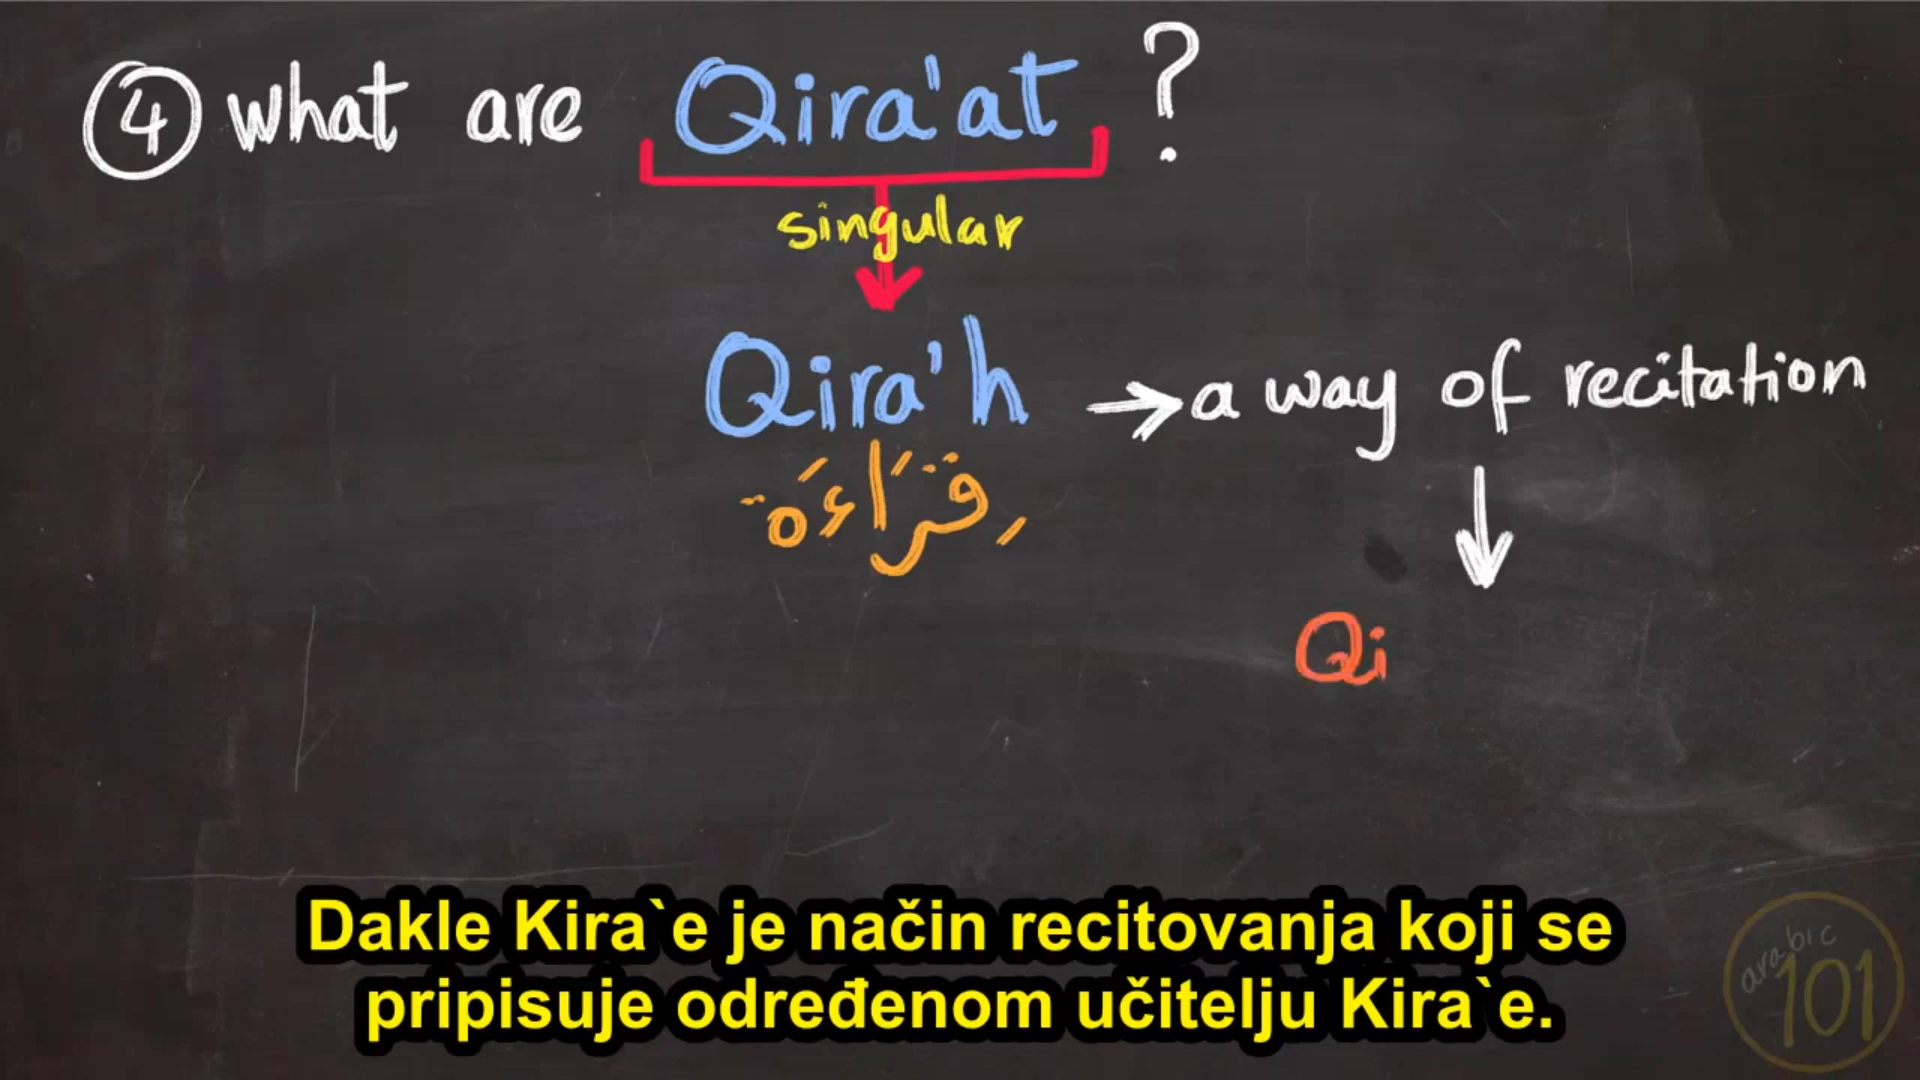 ④ what are Qira'at ?
singular
Qira'h → a way of recitation
قِرَاءَة
Qi
Dakle Kira`e je način recitovanja koji se
pripisuje određenom učitelju Kira`e.
arabic
101